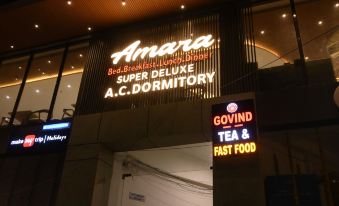 Amara
Bed.Breakfast.Lunch.Dinner
SUPER DELUXE
A.C.DORMITORY
make my trip | Holidays
GOVIND
TEA &
FAST FOOD